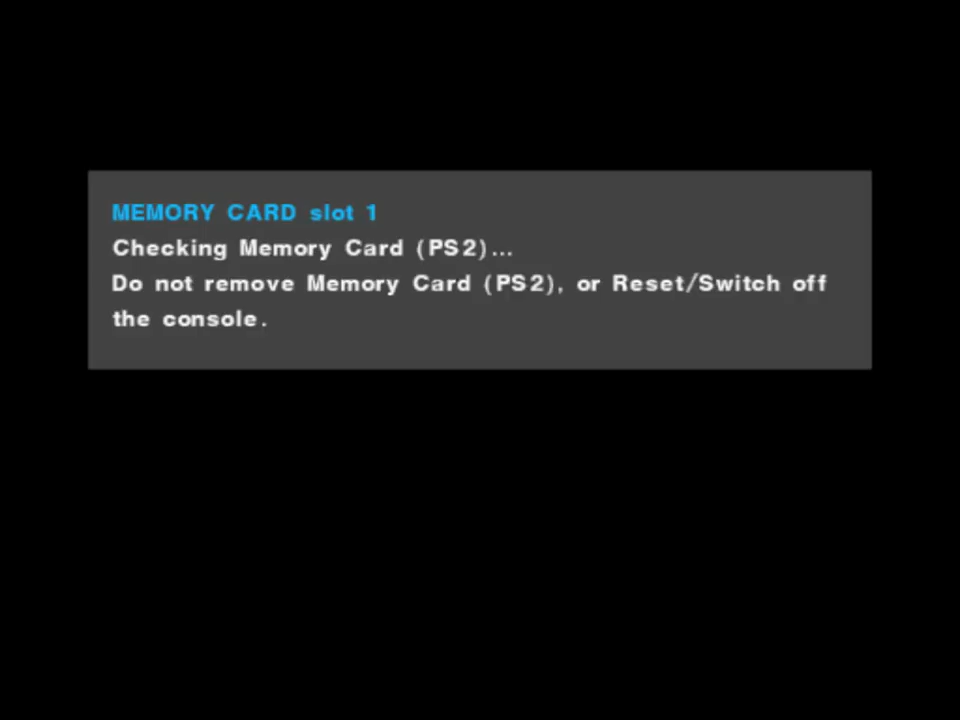 MEMORY CARD slot 1
Checking Memory Card (PS2)...
Do not remove Memory Card (PS2), or Reset/Switch off
the console.